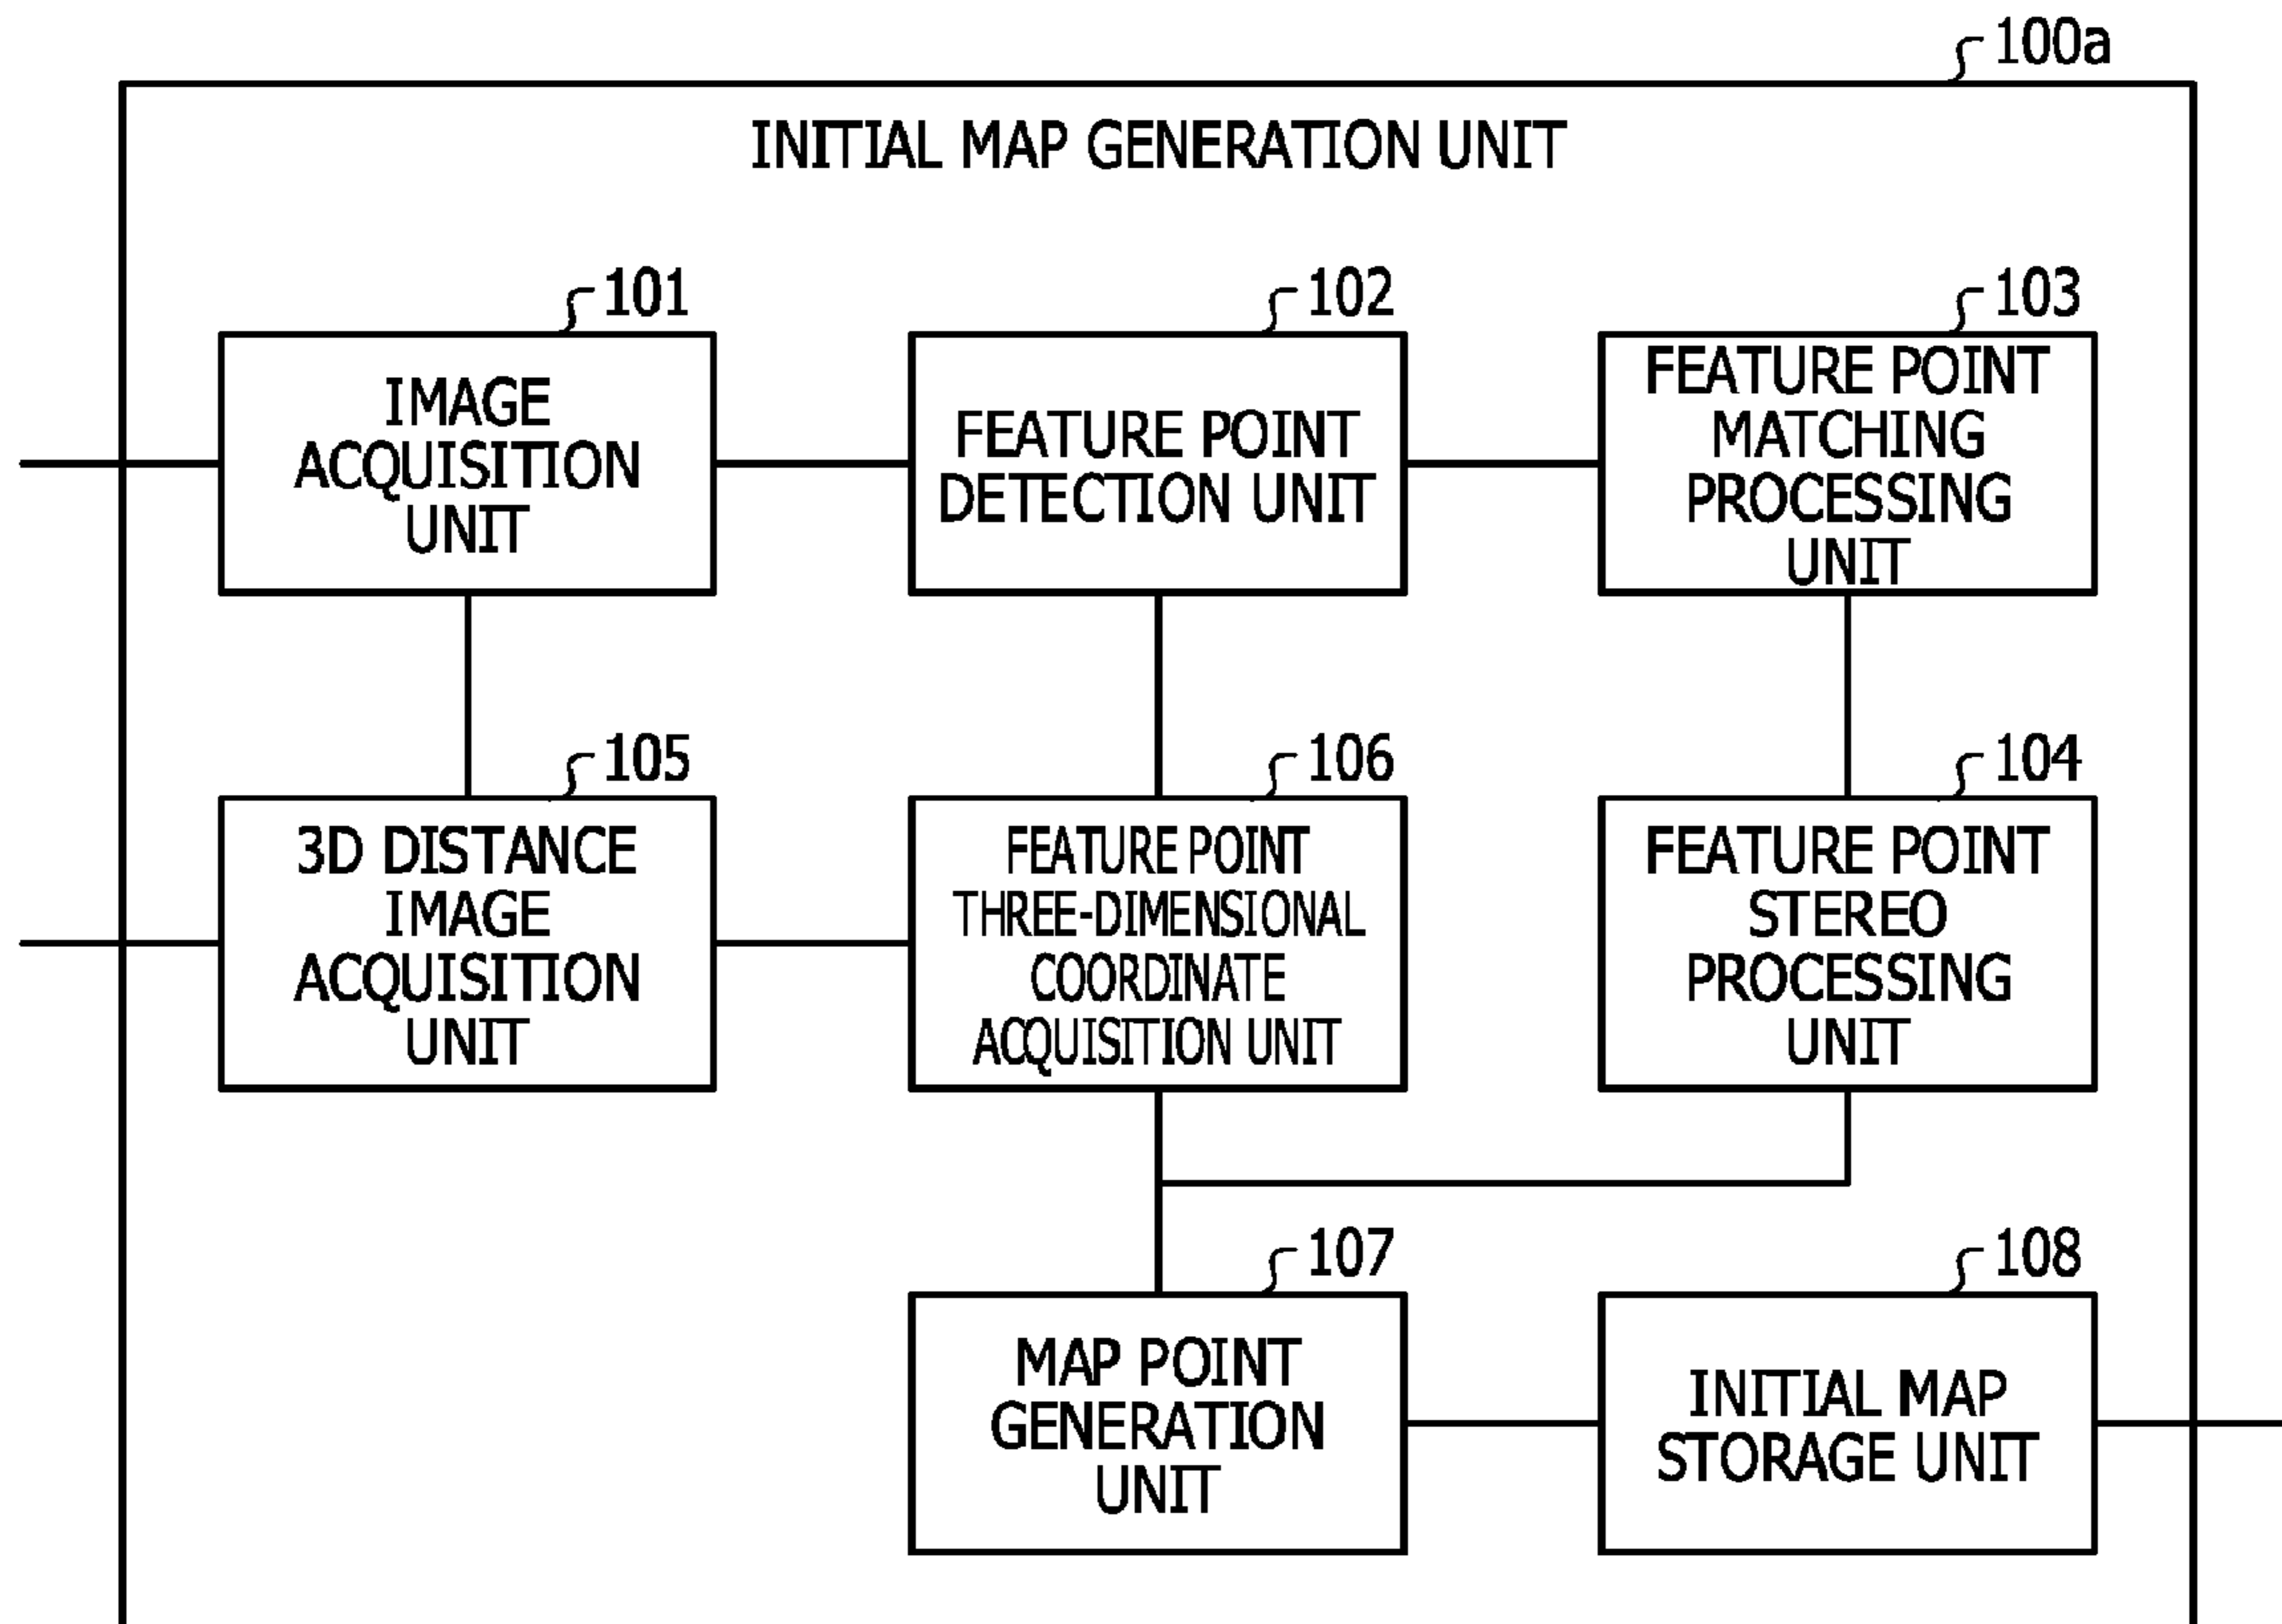 100a
INITIAL MAP GENERATION UNIT
101
IMAGE
ACQUISITION
UNIT
102
FEATURE POINT
DETECTION UNIT
103
FEATURE POINT
MATCHING
PROCESSING
UNIT
105
3D DISTANCE
IMAGE
ACQUISITION
UNIT
106
FEATURE POINT
THREE-DIMENSIONAL
COORDINATE
ACQUISITION UNIT
104
FEATURE POINT
STEREO
PROCESSING
UNIT
107
MAP POINT
GENERATION
UNIT
108
INITIAL MAP
STORAGE UNIT